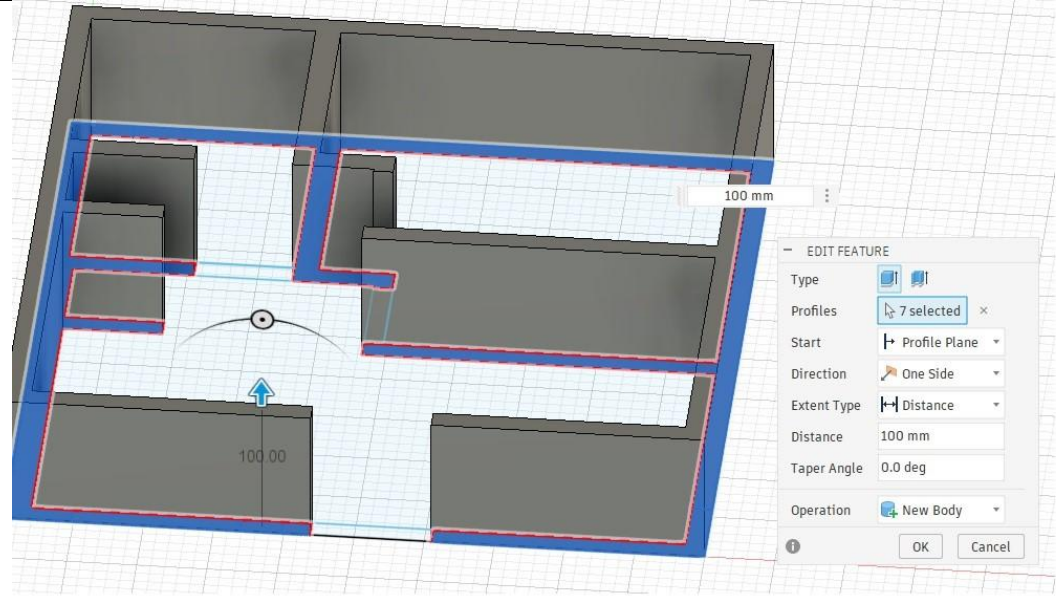 100 mm
EDIT FEATURE
Type
Profiles 7 selected ×
Start Profile Plane
Direction One Side
Extent Type Distance
Distance 100 mm
Taper Angle 0.0 deg
100.00
Operation New Body
OK Cancel